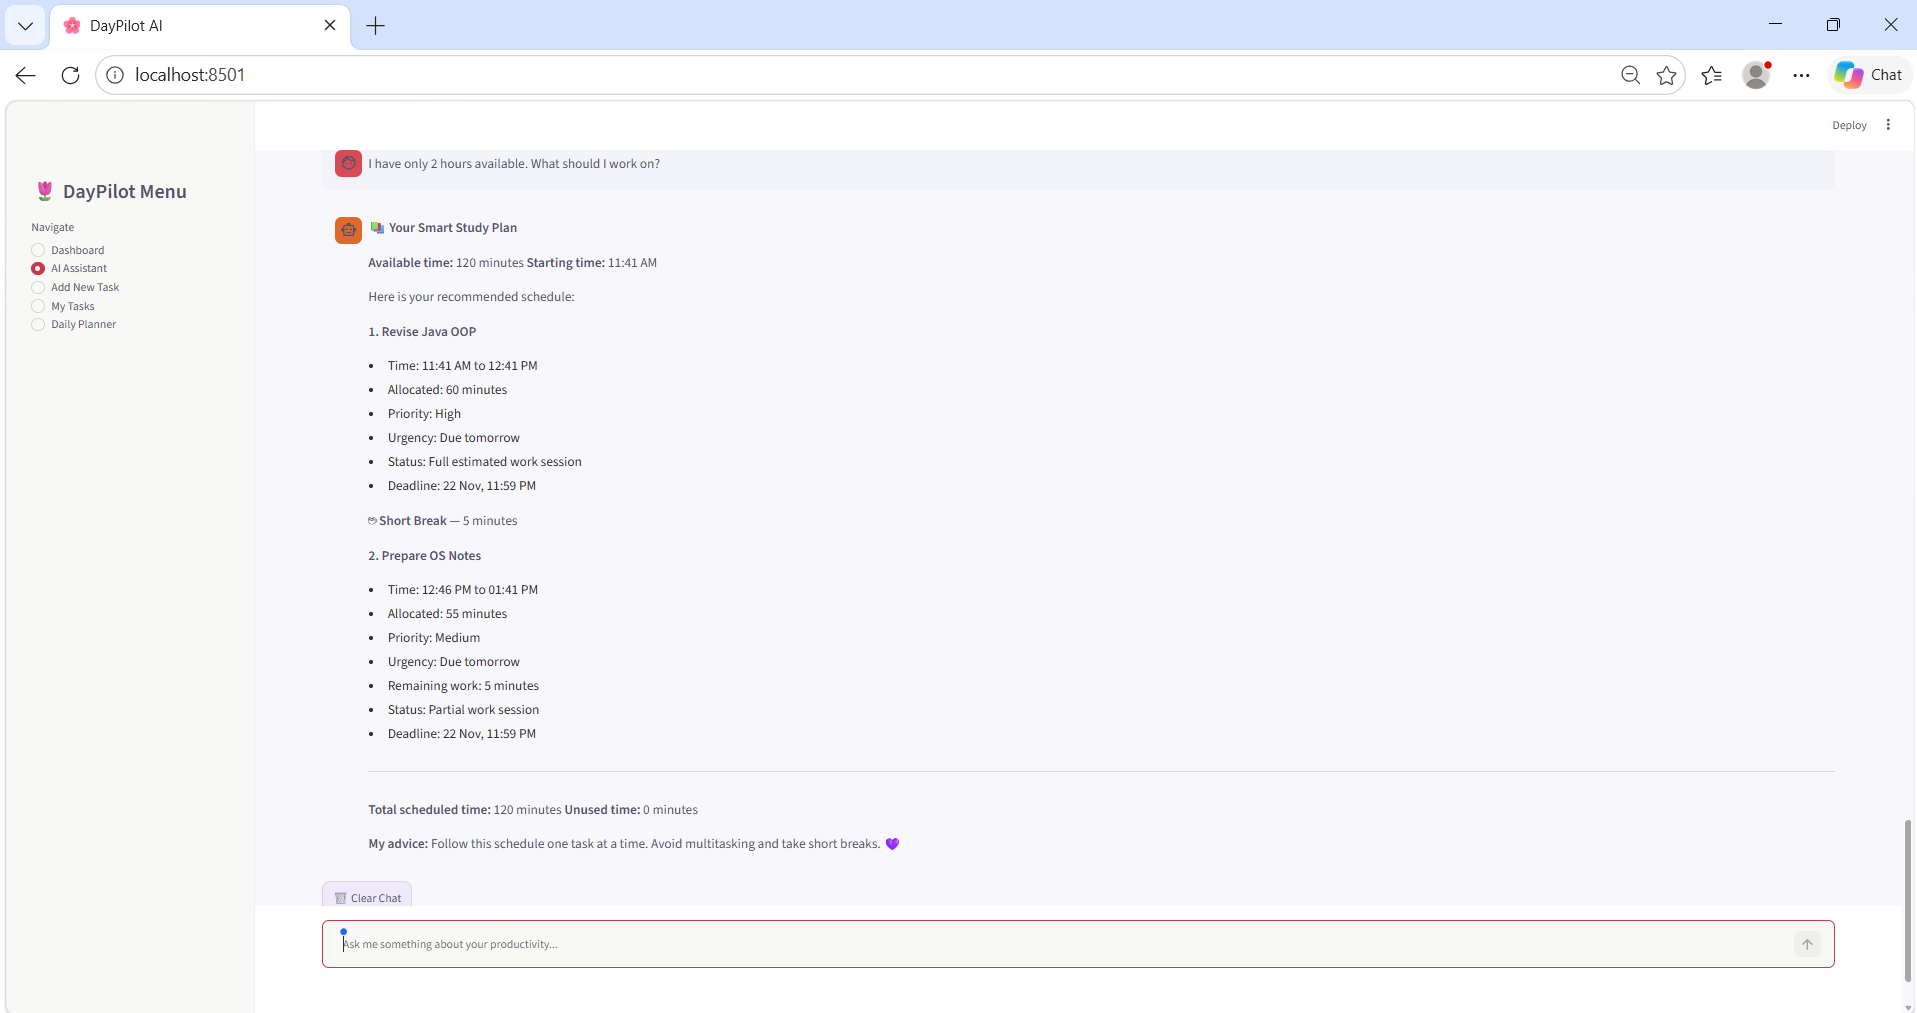 DayPilot AI
localhost:8501
Chat
Deploy
DayPilot Menu
Navigate
Dashboard
AI Assistant
Add New Task
My Tasks
Daily Planner
I have only 2 hours available. What should I work on?
Your Smart Study Plan
Available time: 120 minutes Starting time: 11:41 AM
Here is your recommended schedule:
1. Revise Java OOP
• Time: 11:41 AM to 12:41 PM
• Allocated: 60 minutes
• Priority: High
• Urgency: Due tomorrow
• Status: Full estimated work session
• Deadline: 22 Nov, 11:59 PM
Short Break — 5 minutes
2. Prepare OS Notes
• Time: 12:46 PM to 01:41 PM
• Allocated: 55 minutes
• Priority: Medium
• Urgency: Due tomorrow
• Remaining work: 5 minutes
• Status: Partial work session
• Deadline: 22 Nov, 11:59 PM
Total scheduled time: 120 minutes Unused time: 0 minutes
My advice: Follow this schedule one task at a time. Avoid multitasking and take short breaks. 💜
Clear Chat
Ask me something about your productivity...